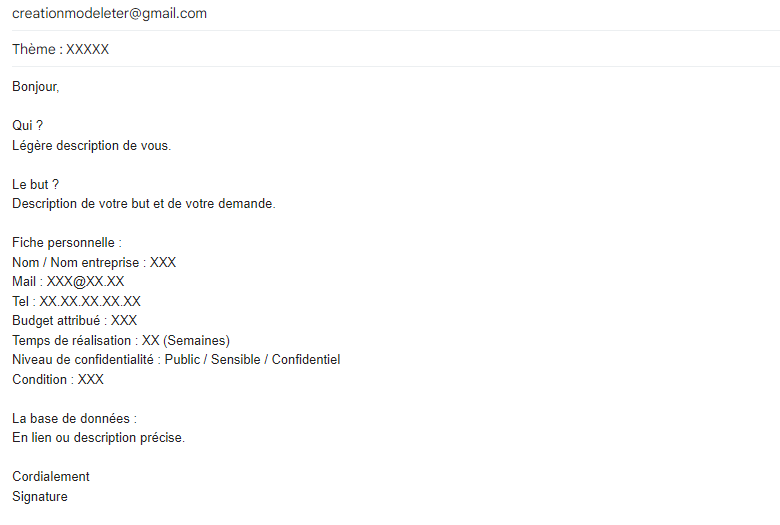 creationmodeleter@gmail.com
Thème : XXXXX
Bonjour,
Qui ?
Légère description de vous.
Le but ?
Description de votre but et de votre demande.
Fiche personnelle :
Nom / Nom entreprise : XXX
Mail : XXX@XX.XX
Tel : XX.XX.XX.XX.XX
Budget attribué : XXX
Temps de réalisation : XX (Semaines)
Niveau de confidentialité : Public / Sensible / Confidentiel
Condition : XXX
La base de données :
En lien ou description précise.
Cordialement
Signature